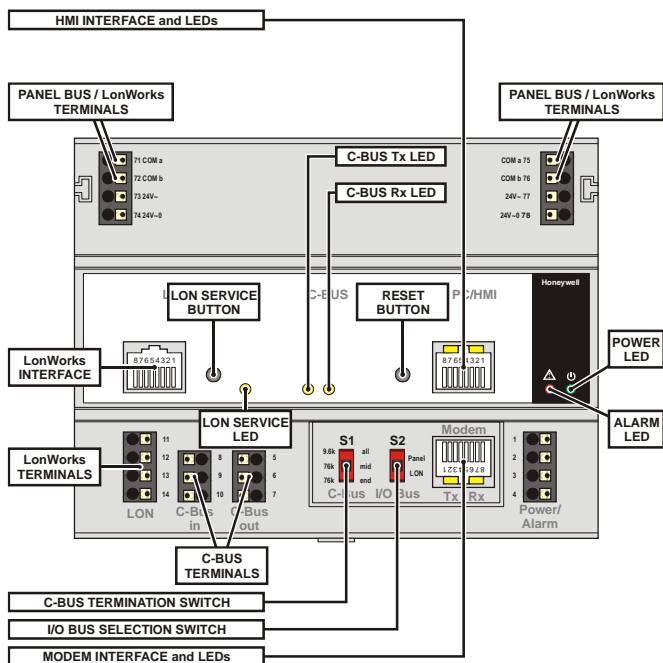 HMI INTERFACE and LEDs
PANEL BUS / LonWorks
TERMINALS
PANEL BUS / LonWorks
TERMINALS
C-BUS Tx LED
C-BUS Rx LED
71 COM a
72 COM b
73 24V~
74 24V~0
COM a 75
COM b 76
24V~ 77
24V~0 78
L
LON SERVICE
BUTTON
C-BUS
RESET
BUTTON
PC/HMI
Honeywell
LonWorks
INTERFACE
87654321
87654321
POWER
LED
LON SERVICE
LED
ALARM
LED
LonWorks
TERMINALS
11
12
13
14
LON
8
9
10
C-Bus
in
5
6
7
C-Bus
out
S1
9.6k all
76k mid
76k end
C-Bus
S2
Panel
LON
I/O Bus
Modem
87654321
Tx Rx
1
2
3
4
Power/
Alarm
C-BUS
TERMINALS
C-BUS TERMINATION SWITCH
I/O BUS SELECTION SWITCH
MODEM INTERFACE and LEDs